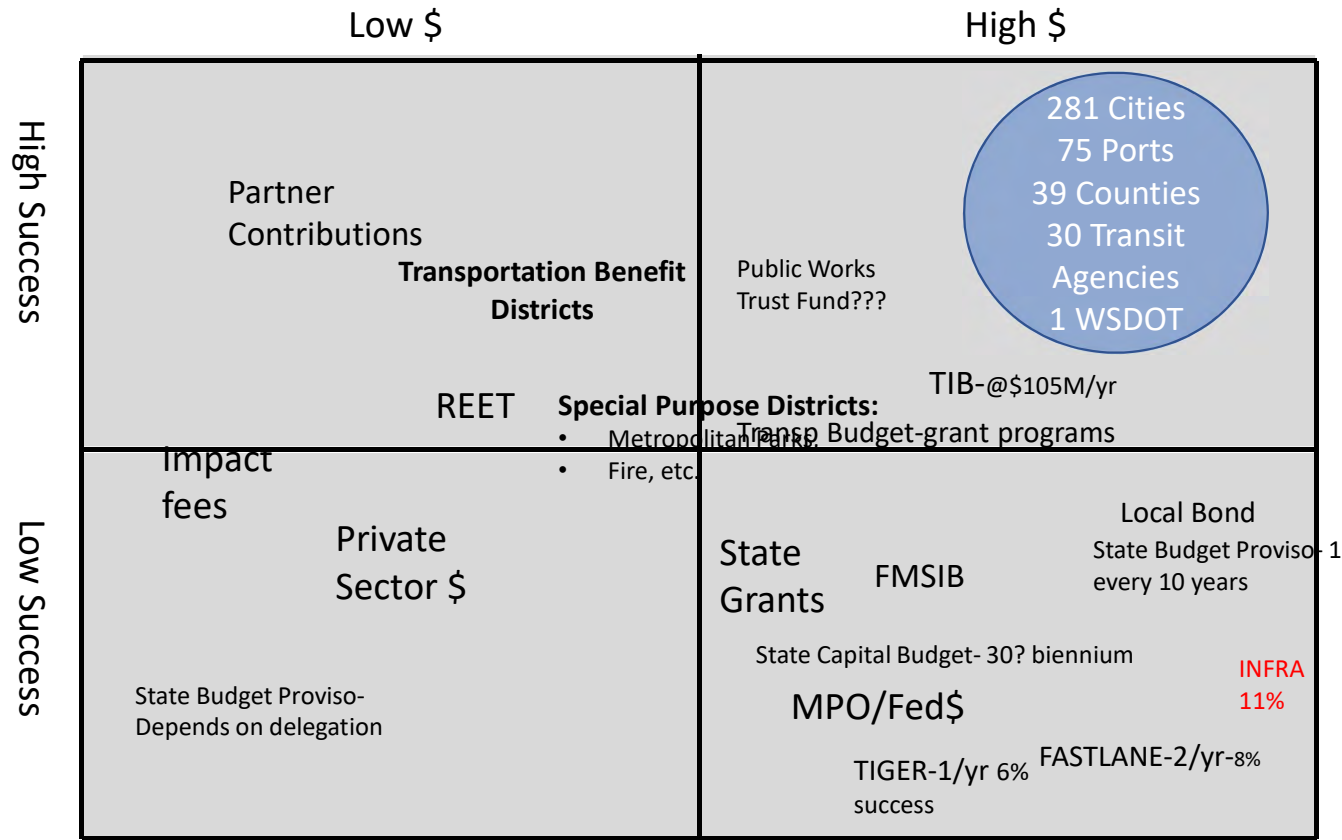 Low $
High $
High Success
Low Success
Partner
Contributions
Transportation Benefit
Districts
REET
Special Purpose Districts:
• Metropolitan Parks.
• Fire, etc.
281 Cities
75 Ports
39 Counties
30 Transit
Agencies
1 WSDOT
Public Works
Trust Fund???
TIB-@$105M/yr
Transp Budget-grant programs
Impact
fees
Private
Sector $
State Budget Proviso-
Depends on delegation
Local Bond
State Budget Proviso- 1
every 10 years
State
Grants
FMSIB
State Capital Budget- 30? biennium
INFRA
11%
MPO/Fed$
TIGER-1/yr 6%
success
FASTLANE-2/yr-8%